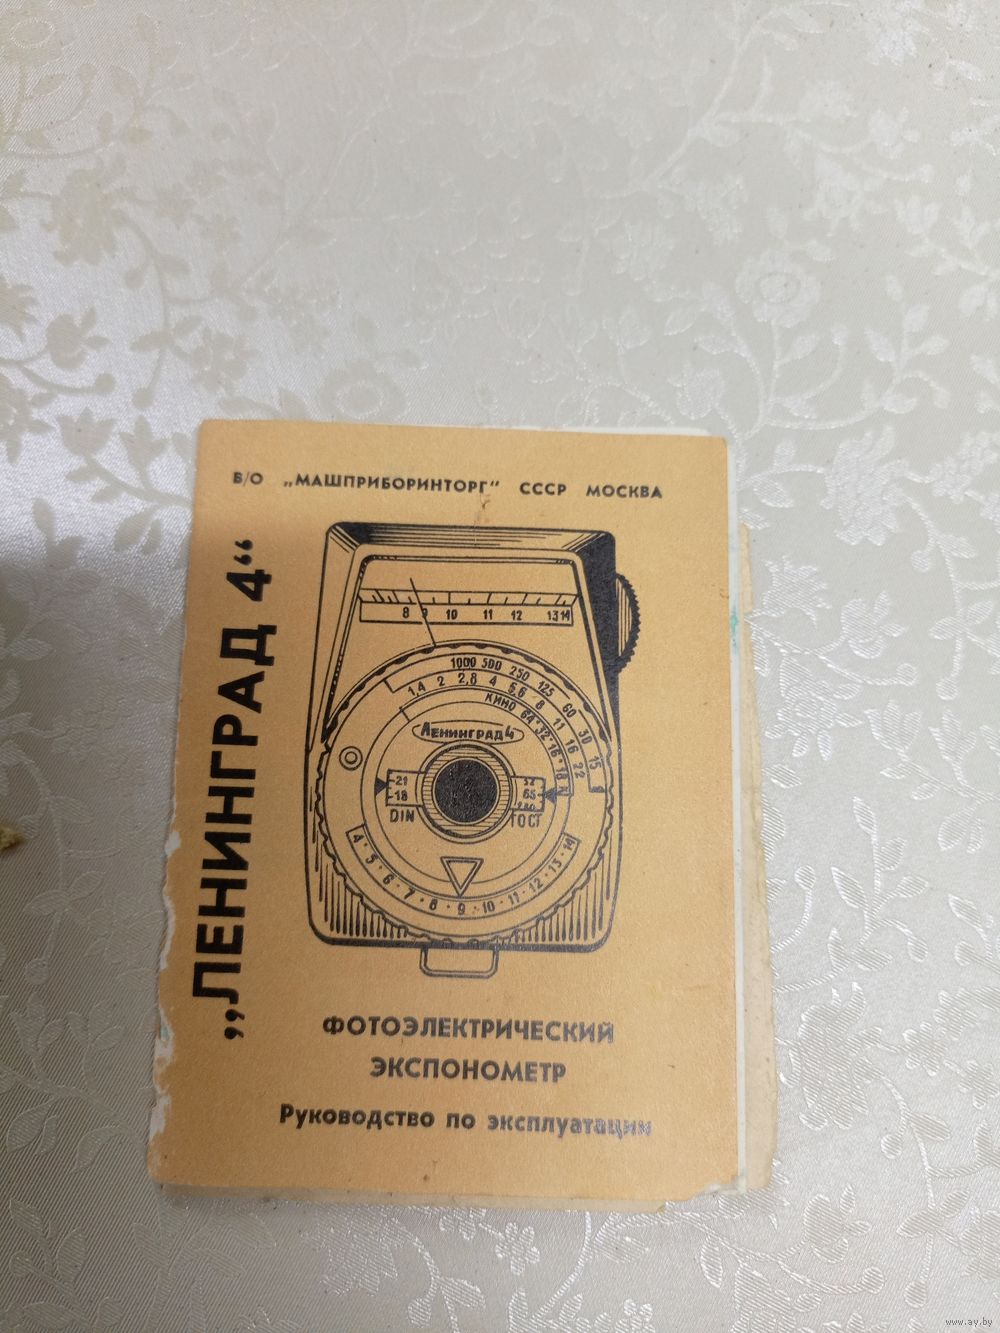 В/О „МАШПРИБОРИНТОРГ“ СССР МОСКВА
„ЛЕНИНГРАД 4“
8 9 10 11 12 13 14
1000 500 250 125 60 30 15
1,4 2 2,8 4 5,6 8 11 16 22
КИНО 64 32 16
ЛЕНИНГРАД 4
21
18
65
DIN
ГОСТ
4 · 5 · 6 · 7 · 8 · 9 · 10 · 11 · 12 · 13 · 14
ФОТОЭЛЕКТРИЧЕСКИЙ
ЭКСПОНОМЕТР
Руководство по эксплуатации
www.ay.by